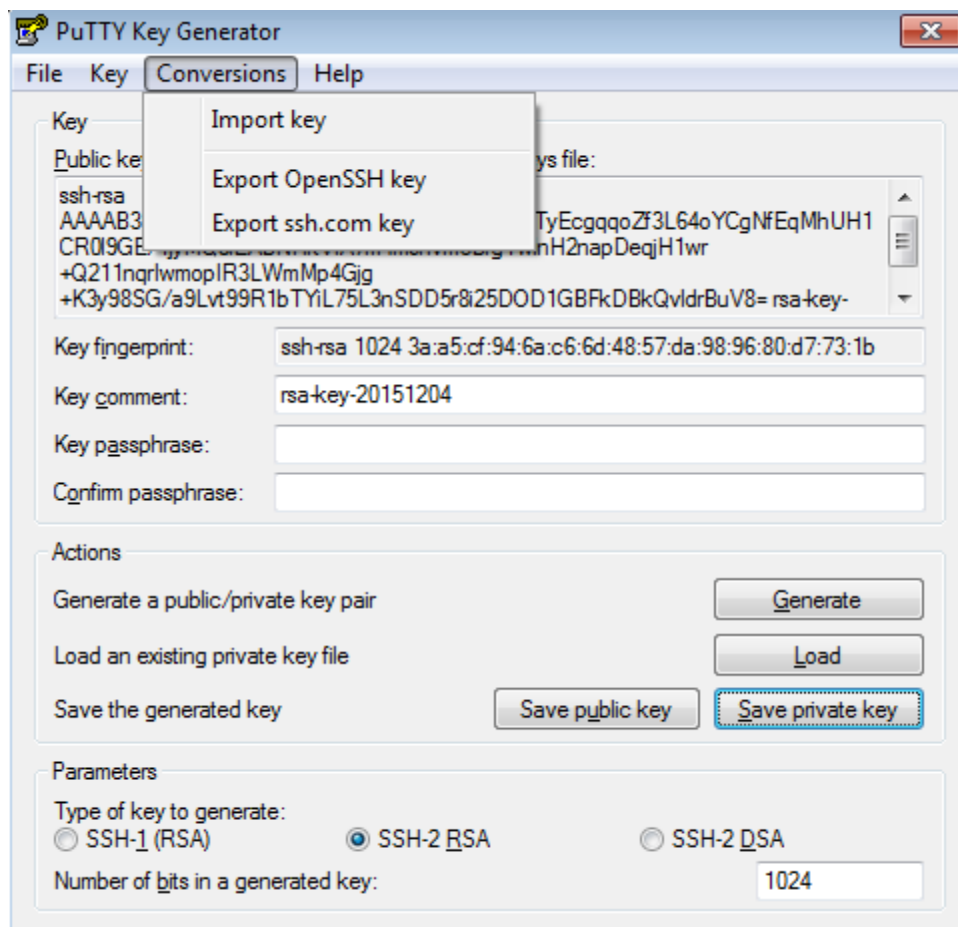 PuTTY Key Generator
File Key Conversions Help
Import key
Export OpenSSH key
Export ssh.com key
Key
Public ke ys file:
ssh-rsa
AAAAB3 TyEcgqqoZf3L64oYCgNfEqMhUH1
+Q211nqrlwmopIR3LWmMp4Gjg
+K3y98SG/a9Lvt99R1bTYiL75L3nSDD5r8i25DOD1GBFkDBkQvldrBuV8= rsa-key-
Key fingerprint: ssh-rsa 1024 3a:a5:cf:94:6a:c6:6d:48:57:da:98:96:80:d7:73:1b
Key comment: rsa-key-20151204
Key passphrase:
Confirm passphrase:
Actions
Generate a public/private key pair Generate
Load an existing private key file Load
Save the generated key Save public key Save private key
Parameters
Type of key to generate:
SSH-1 (RSA) SSH-2 RSA SSH-2 DSA
Number of bits in a generated key: 1024